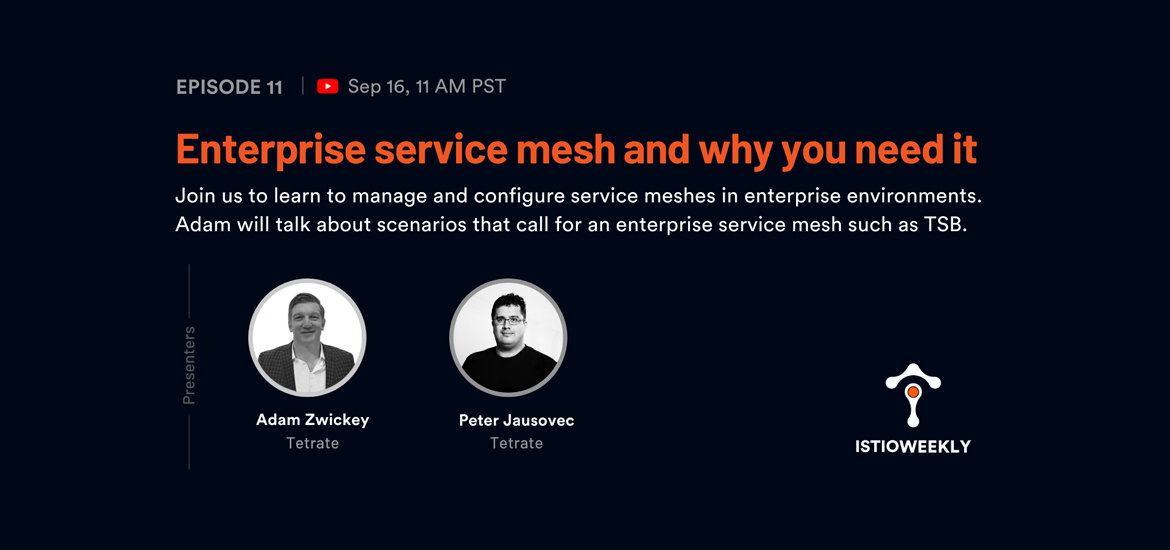 EPISODE 11
Sep 16, 11 AM PST
Enterprise service mesh and why you need it
Join us to learn to manage and configure service meshes in enterprise environments.
Adam will talk about scenarios that call for an enterprise service mesh such as TSB.
Presenters
Adam Zwickey
Tetrate
Peter Jausovec
Tetrate
ISTIOWEEKLY